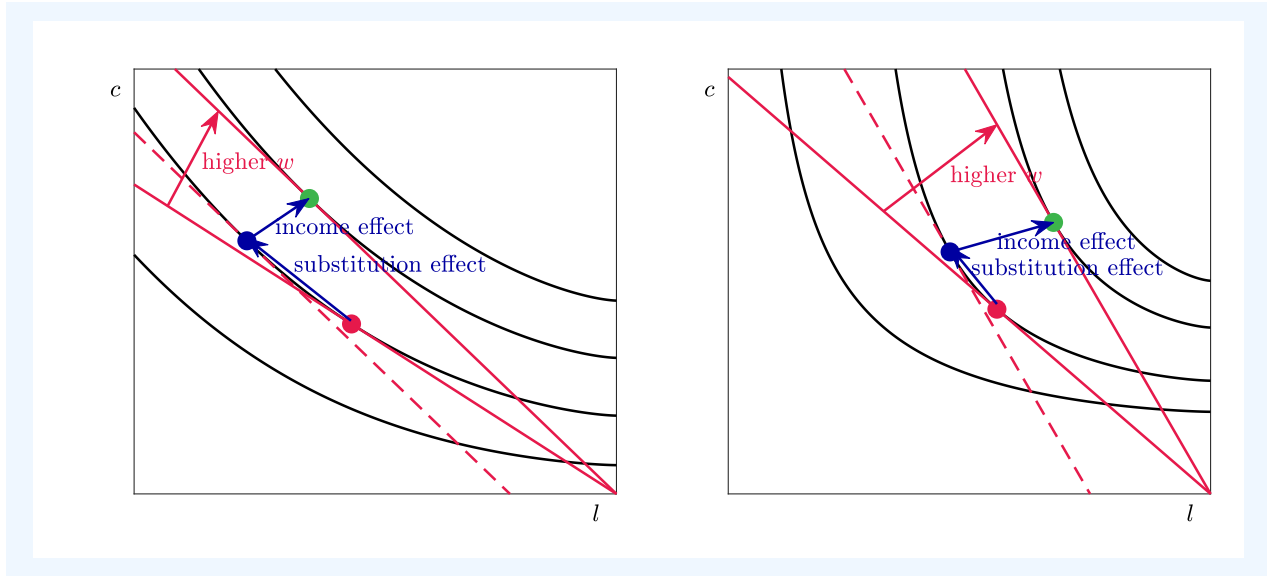 c
higher w
income effect
substitution effect
l
c
higher w
income effect
substitution effect
l